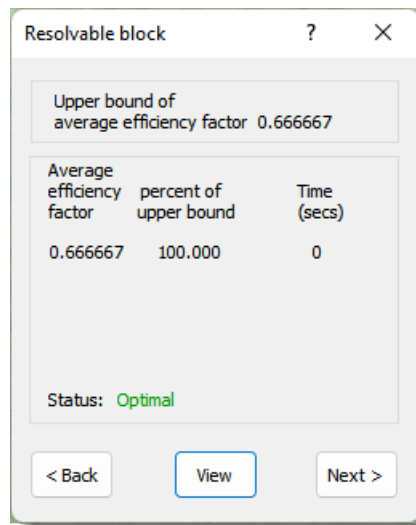 Resolvable block ? ×
Upper bound of
average efficiency factor 0.666667
Average
efficiency percent of Time
factor upper bound (secs)
0.666667 100.000 0
Status: Optimal
< Back View Next >